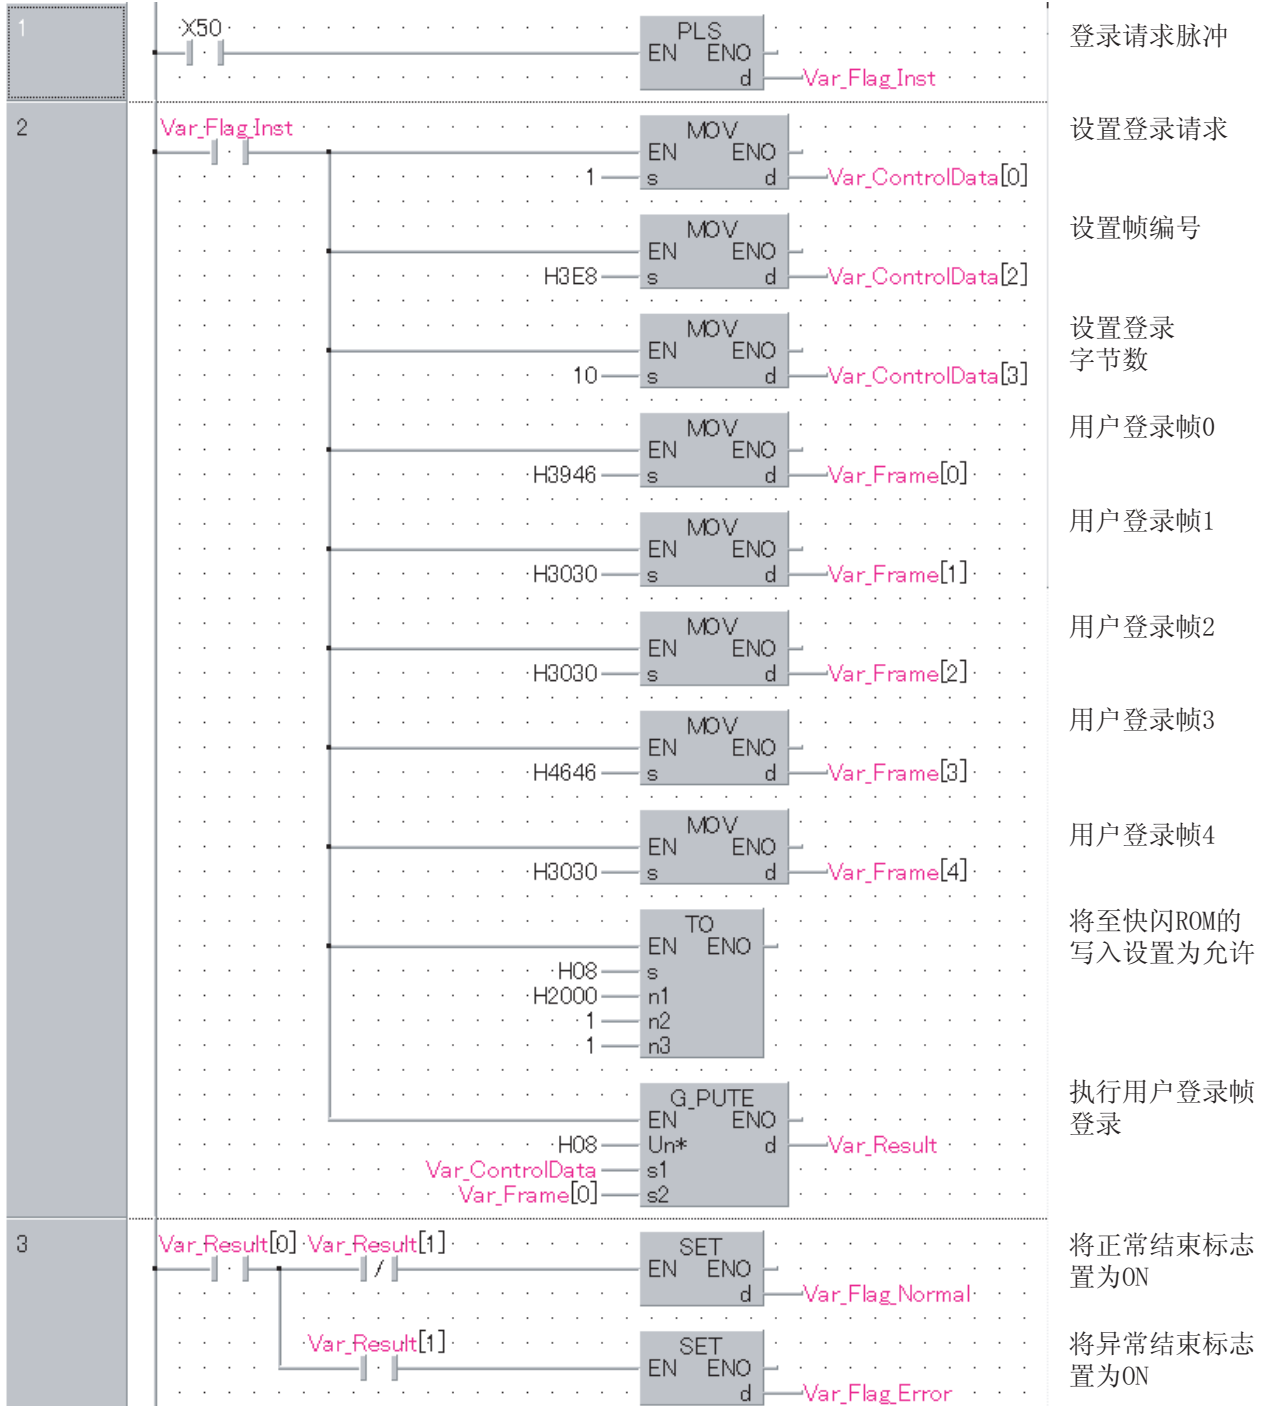 1
X50
PLS
登录请求脉冲
EN ENO
d Var_Flag_Inst
2
Var_Flag_Inst
MOV
设置登录请求
EN ENO
1 s d Var_ControlData[0]
MOV
设置帧编号
EN ENO
H3E8 s d Var_ControlData[2]
MOV
设置登录
字节数
EN ENO
10 s d Var_ControlData[3]
MOV
用户登录帧0
EN ENO
H3946 s d Var_Frame[0]
MOV
用户登录帧1
EN ENO
H3030 s d Var_Frame[1]
MOV
用户登录帧2
EN ENO
H3030 s d Var_Frame[2]
MOV
用户登录帧3
EN ENO
H4646 s d Var_Frame[3]
MOV
用户登录帧4
EN ENO
H3030 s d Var_Frame[4]
TO
将至快闪ROM的
写入设置为允许
EN ENO
H08 s
H2000 n1
1 n2
1 n3
G_PUTE
执行用户登录帧
登录
EN ENO
H08 Un* d Var_Result
Var_ControlData s1
Var_Frame[0] s2
3
Var_Result[0] Var_Result[1]
SET
将正常结束标志
置为ON
EN ENO
d Var_Flag_Normal
Var_Result[1]
SET
将异常结束标志
置为ON
EN ENO
d Var_Flag_Error